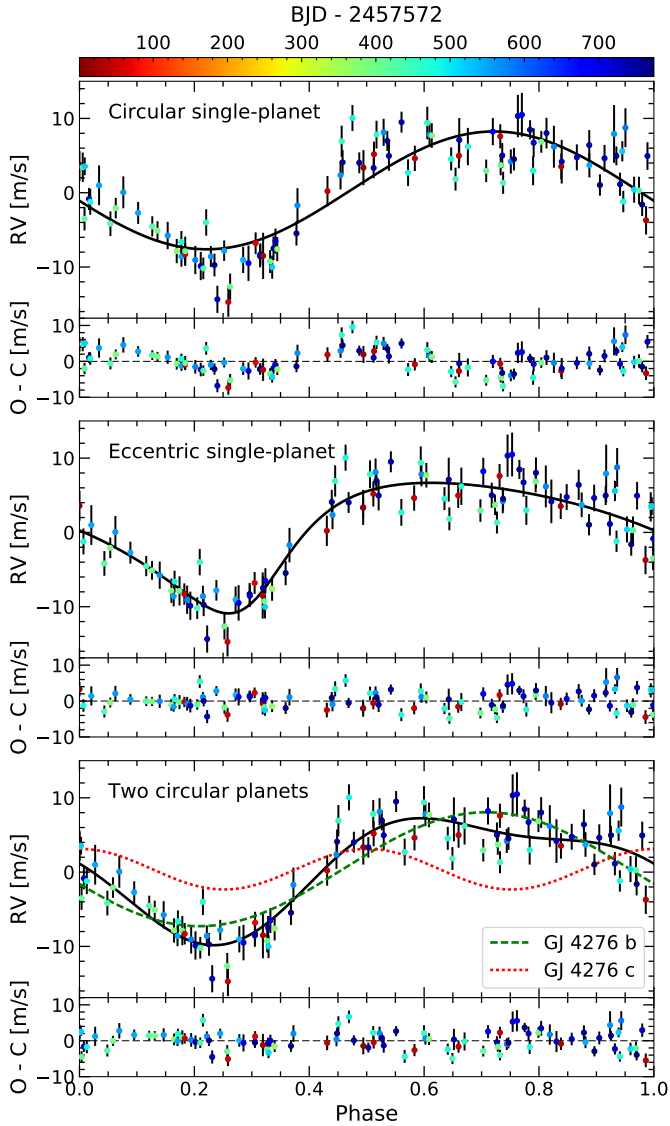 BJD - 2457572
100 200 300 400 500 600 700
Circular single-planet
10
0
−10
RV [m/s]
10
0
−10
O - C [m/s]
Eccentric single-planet
10
0
−10
RV [m/s]
10
0
−10
O - C [m/s]
Two circular planets
10
0
−10
RV [m/s]
GJ 4276 b
GJ 4276 c
10
0
−10
O - C [m/s]
0.0 0.2 0.4 0.6 0.8 1.0
Phase